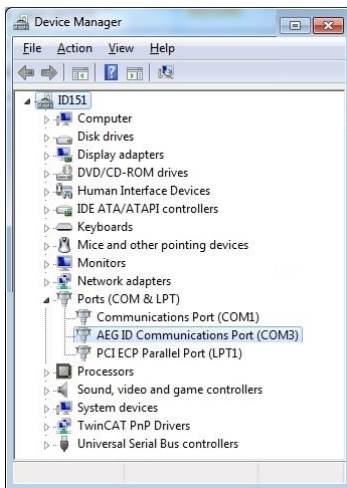 Device Manager
File Action View Help
ID151
Computer
Disk drives
Display adapters
DVD/CD-ROM drives
Human Interface Devices
IDE ATA/ATAPI controllers
Keyboards
Mice and other pointing devices
Monitors
Network adapters
Ports (COM & LPT)
Communications Port (COM1)
AEG ID Communications Port (COM3)
PCI ECP Parallel Port (LPT1)
Processors
Sound, video and game controllers
System devices
TwinCAT PnP Drivers
Universal Serial Bus controllers